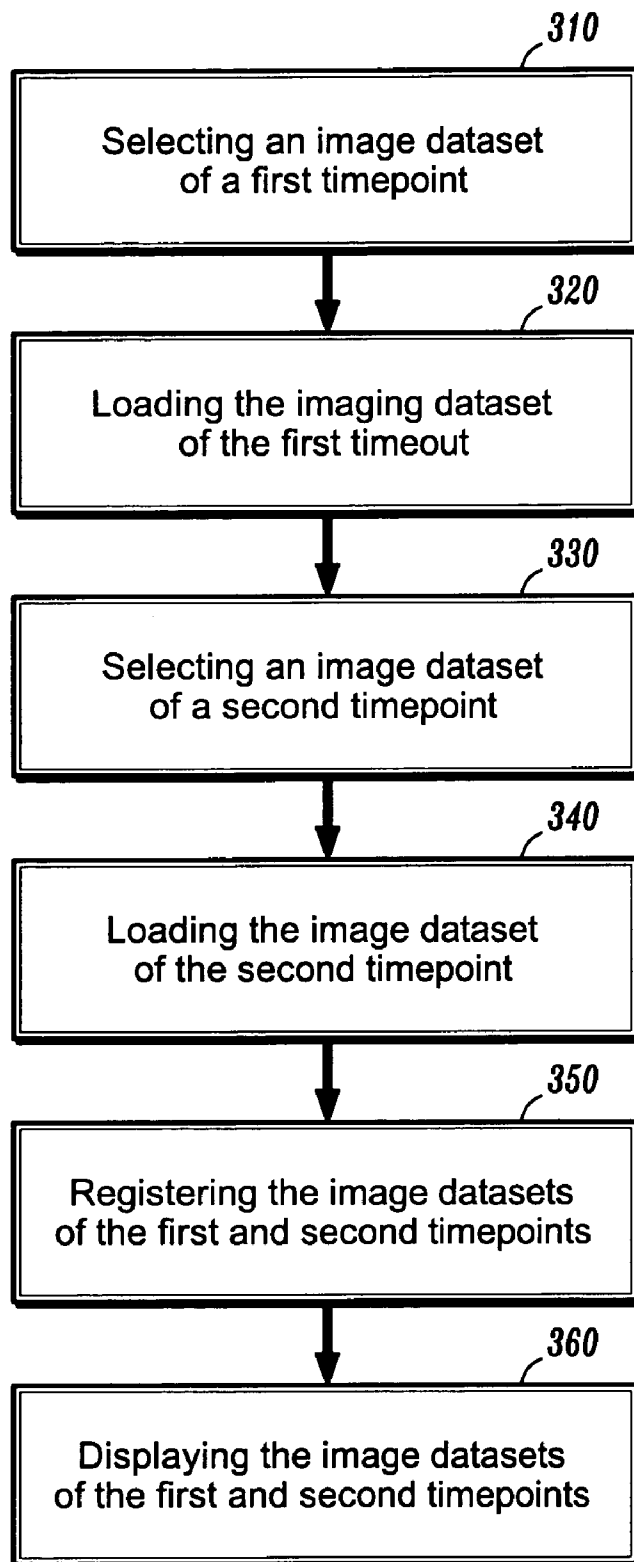 310
Selecting an image dataset
of a first timepoint
320
Loading the imaging dataset
of the first timeout
330
Selecting an image dataset
of a second timepoint
340
Loading the image dataset
of the second timepoint
350
Registering the image datasets
of the first and second timepoints
360
Displaying the image datasets
of the first and second timepoints